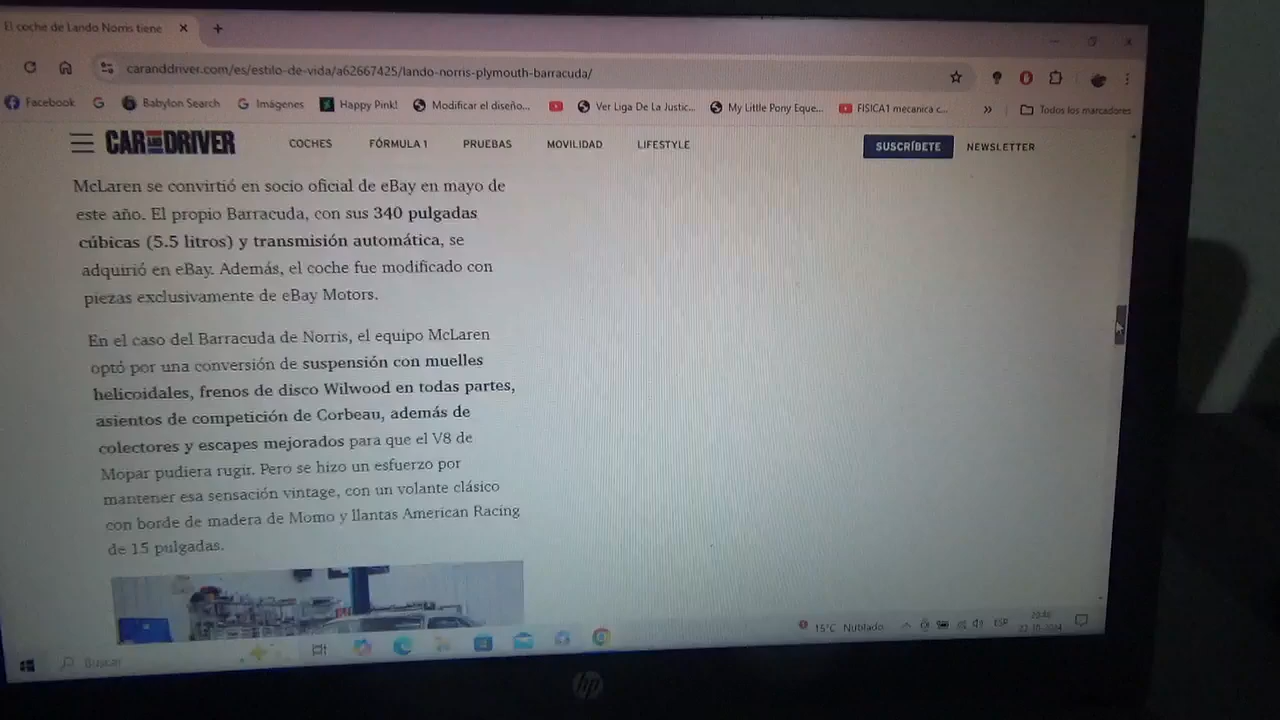 El coche de Lando Norris tiene
caranddriver.com/es/estilo-de-vida/a62667425/lando-norris-plymouth-barracuda/
Facebook
Babylon Search
Imágenes
Happy Pink!
Modificar el diseño...
Ver Liga De La Justic...
My Little Pony Eque...
FISICA1 mecanica c...
»
Todos los marcadores
CAR AND DRIVER
COCHES
FÓRMULA 1
PRUEBAS
MOVILIDAD
LIFESTYLE
SUSCRÍBETE
NEWSLETTER
McLaren se convirtió en socio oficial de eBay en mayo de
este año. El propio Barracuda, con sus 340 pulgadas
cúbicas (5.5 litros) y transmisión automática, se
adquirió en eBay. Además, el coche fue modificado con
piezas exclusivamente de eBay Motors.
En el caso del Barracuda de Norris, el equipo McLaren
optó por una conversión de suspensión con muelles
helicoidales, frenos de disco Wilwood en todas partes,
asientos de competición de Corbeau, además de
colectores y escapes mejorados para que el V8 de
Mopar pudiera rugir. Pero se hizo un esfuerzo por
mantener esa sensación vintage, con un volante clásico
con borde de madera de Momo y llantas American Racing
de 15 pulgadas.
Buscar
15°C Nublado
ESP
hp